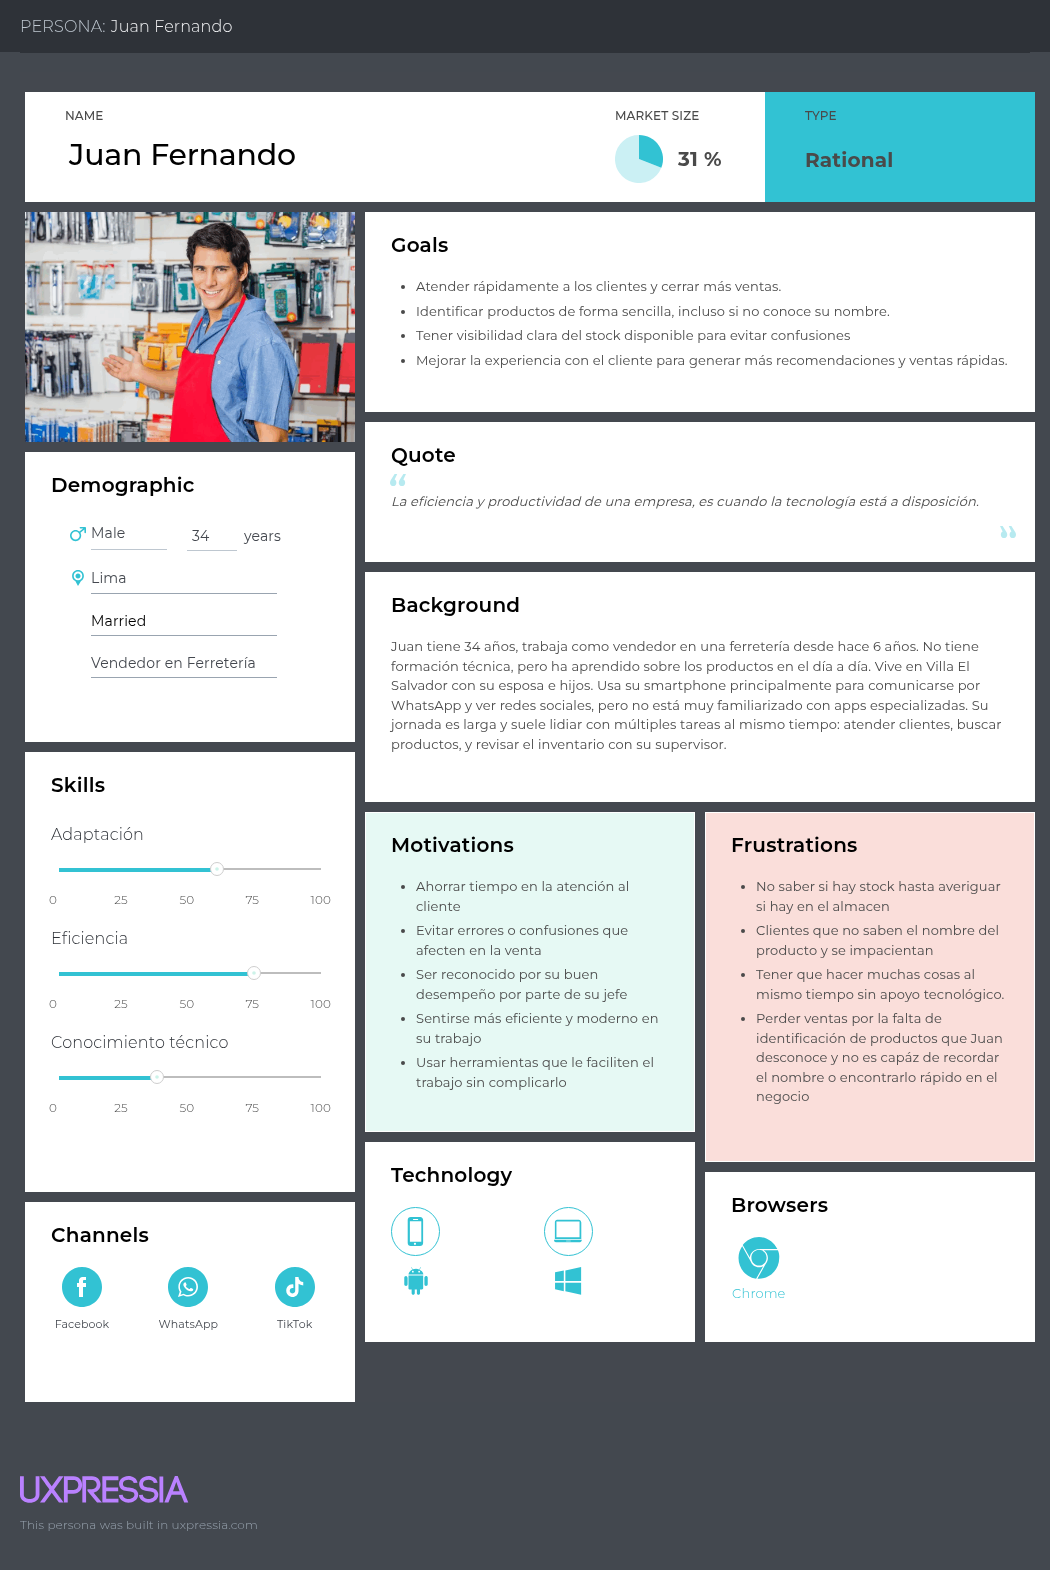 PERSONA: Juan Fernando
NAME
Juan Fernando
MARKET SIZE
31 %
TYPE
Rational
Goals
Atender rápidamente a los clientes y cerrar más ventas.
Identificar productos de forma sencilla, incluso si no conoce su nombre.
Tener visibilidad clara del stock disponible para evitar confusiones
Mejorar la experiencia con el cliente para generar más recomendaciones y ventas rápidas.
Quote
“
La eficiencia y productividad de una empresa, es cuando la tecnología está a disposición.
”
Demographic
Male
34 years
Lima
Married
Vendedor en Ferretería
Background
Juan tiene 34 años, trabaja como vendedor en una ferretería desde hace 6 años. No tiene
formación técnica, pero ha aprendido sobre los productos en el día a día. Vive en Villa El
Salvador con su esposa e hijos. Usa su smartphone principalmente para comunicarse por
WhatsApp y ver redes sociales, pero no está muy familiarizado con apps especializadas. Su
jornada es larga y suele lidiar con múltiples tareas al mismo tiempo: atender clientes, buscar
productos, y revisar el inventario con su supervisor.
Skills
Adaptación
0 25 50 75 100
Eficiencia
0 25 50 75 100
Conocimiento técnico
0 25 50 75 100
Motivations
Ahorrar tiempo en la atención al
cliente
Evitar errores o confusiones que
afecten en la venta
Ser reconocido por su buen
desempeño por parte de su jefe
Sentirse más eficiente y moderno en
su trabajo
Usar herramientas que le faciliten el
trabajo sin complicarlo
Frustrations
No saber si hay stock hasta averiguar
si hay en el almacen
Clientes que no saben el nombre del
producto y se impacientan
Tener que hacer muchas cosas al
mismo tiempo sin apoyo tecnológico.
Perder ventas por la falta de
identificación de productos que Juan
desconoce y no es capáz de recordar
el nombre o encontrarlo rápido en el
negocio
Channels
Facebook
WhatsApp
TikTok
Technology
Browsers
Chrome
UXPRESSIA
This persona was built in uxpressia.com